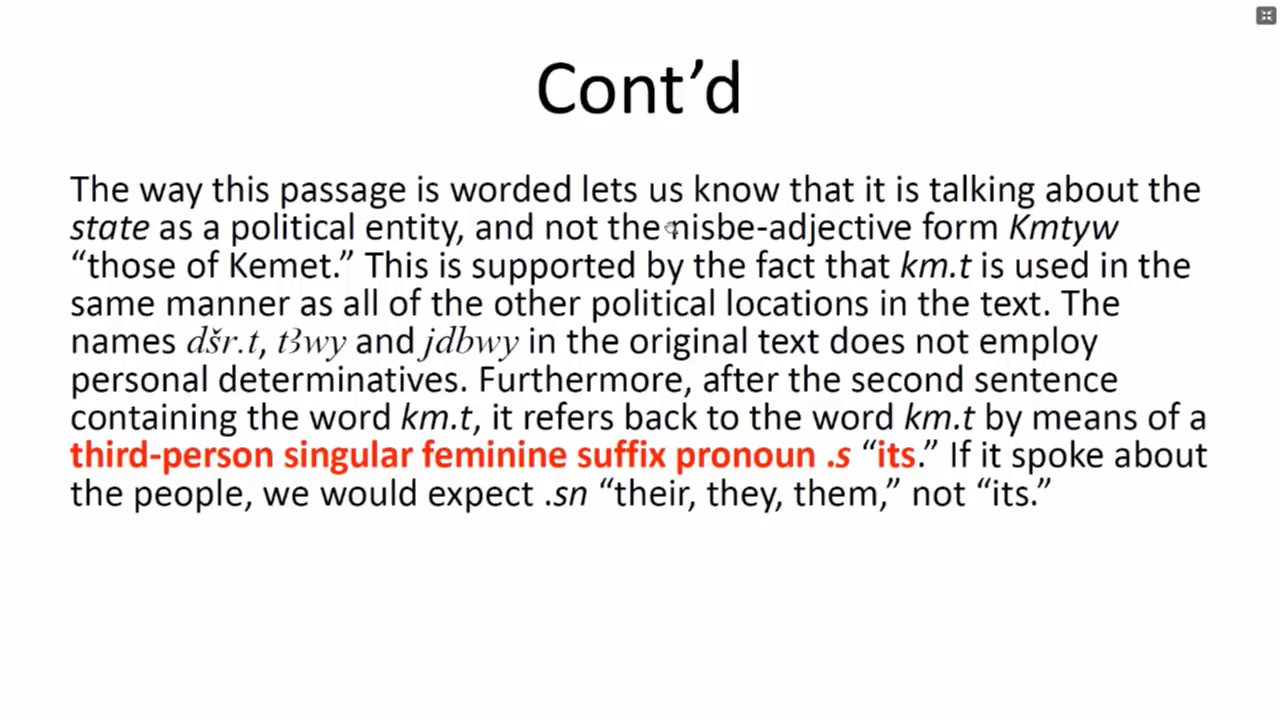 Cont’d
The way this passage is worded lets us know that it is talking about the
state as a political entity, and not the nisbe-adjective form Kmtyw
“those of Kemet.” This is supported by the fact that km.t is used in the
same manner as all of the other political locations in the text. The
names dšr.t, tȝwy and jdbwy in the original text does not employ
personal determinatives. Furthermore, after the second sentence
containing the word km.t, it refers back to the word km.t by means of a
third-person singular feminine suffix pronoun .s “its.” If it spoke about
the people, we would expect .sn “their, they, them,” not “its.”